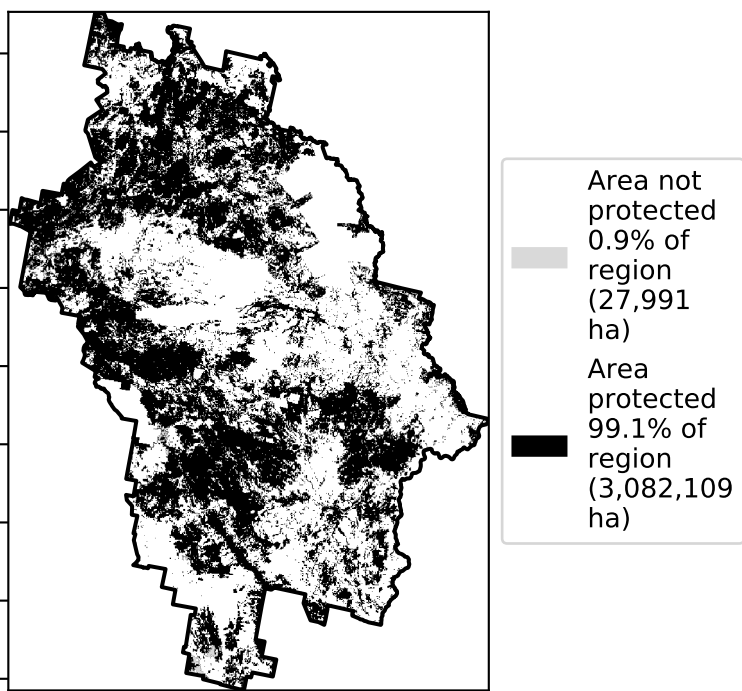 Area not
protected
0.9% of
region
(27,991
ha)
Area
protected
99.1% of
region
(3,082,109
ha)